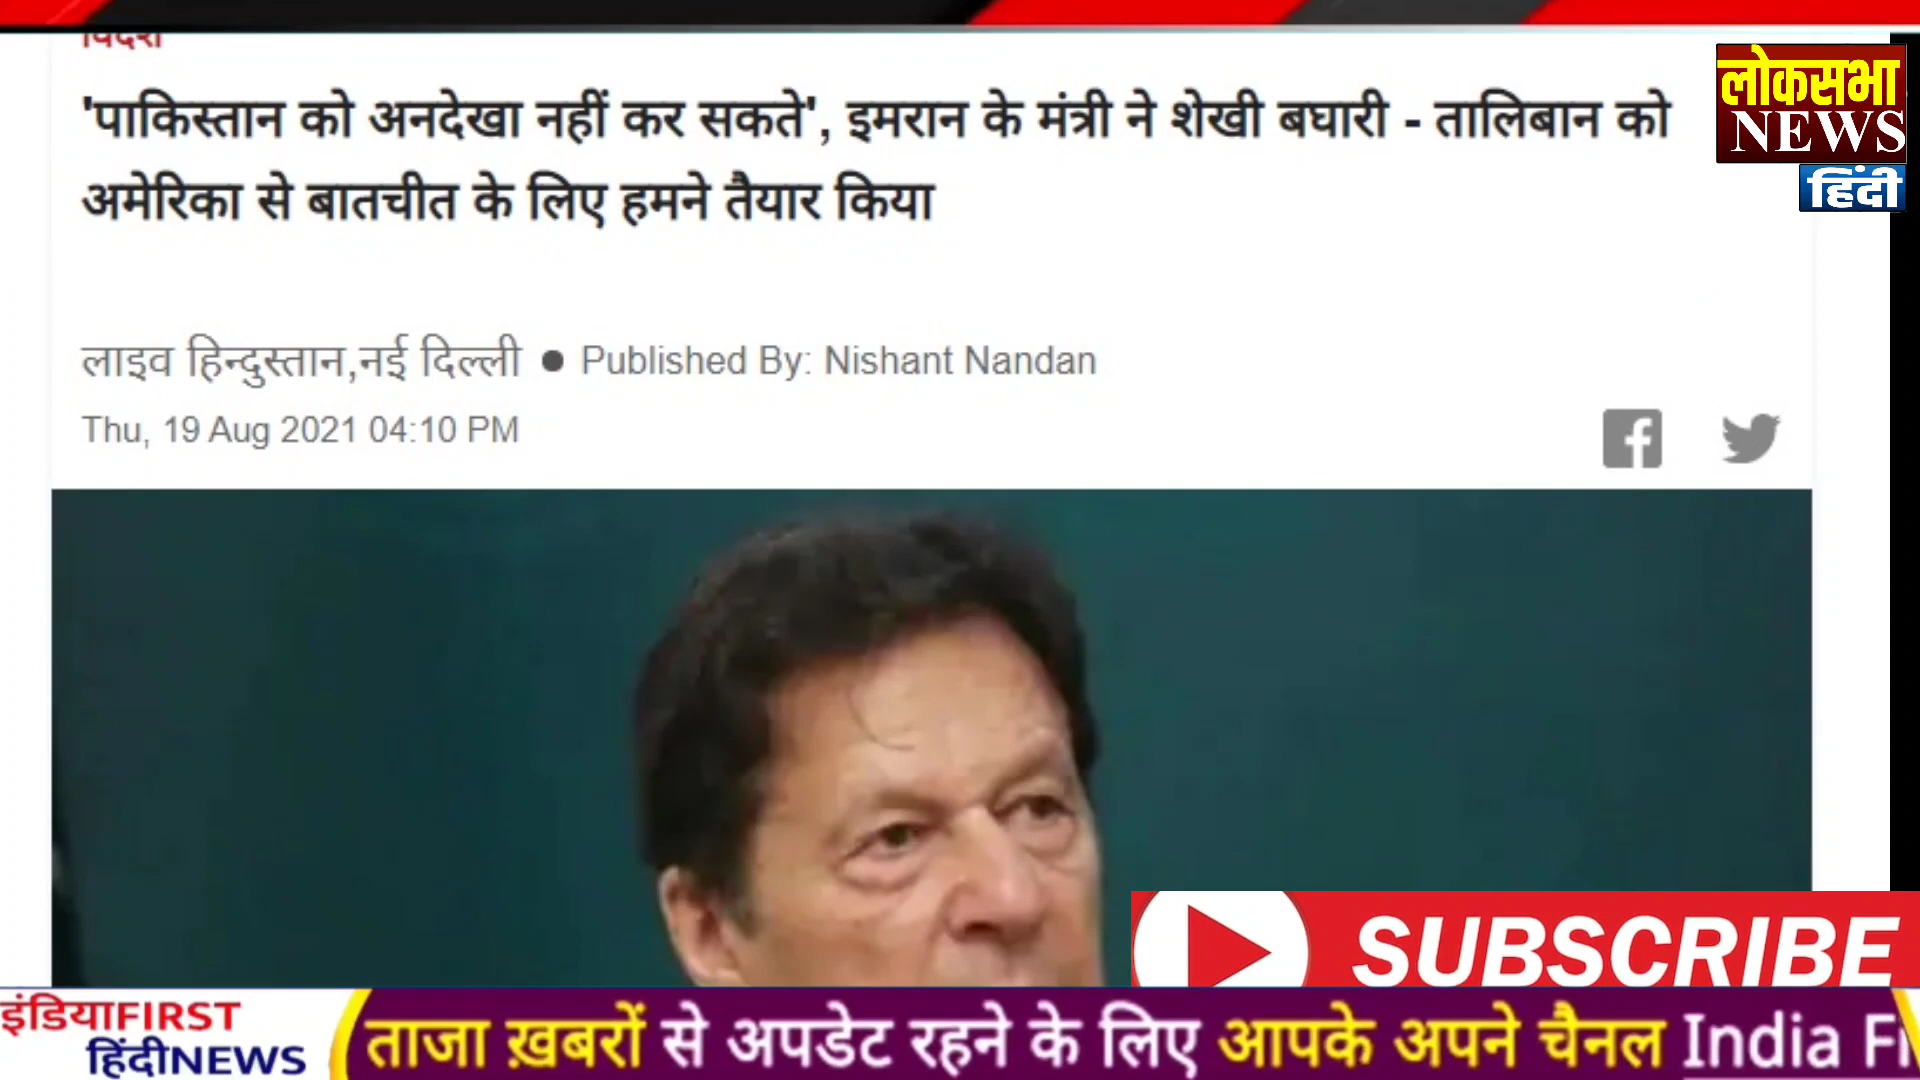 विदेश
'पाकिस्तान को अनदेखा नहीं कर सकते', इमरान के मंत्री ने शेखी बघारी - तालिबान को
अमेरिका से बातचीत के लिए हमने तैयार किया
लोकसभा
NEWS
हिंदी
लाइव हिन्दुस्तान,नई दिल्ली ● Published By: Nishant Nandan
Thu, 19 Aug 2021 04:10 PM
SUBSCRIBE
इंडियाFIRST
हिंदीNEWS
ताजा ख़बरों से अपडेट रहने के लिए आपके अपने चैनल India Fi